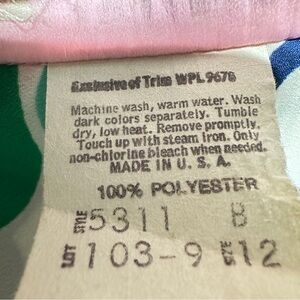 Exclusive of Trim WPL 9678
Machine wash, warm water. Wash
dark colors separately. Tumble
dry, low heat. Remove promptly.
Touch up with steam iron. Only
non-chlorine bleach when needed.
MADE IN U. S. A.
100% POLYESTER
STYLE 5311 B
LOT 103-9 SIZE 12